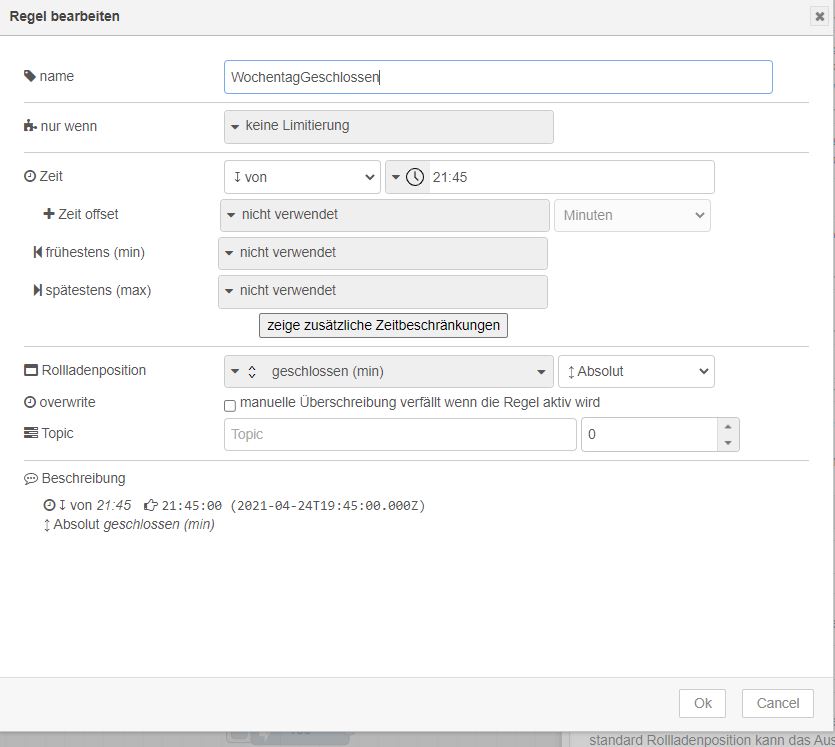 Regel bearbeiten
name WochentagGeschlossen
nur wenn keine Limitierung
Zeit ↧ von 21:45
Zeit offset nicht verwendet Minuten
frühestens (min) nicht verwendet
spätestens (max) nicht verwendet
zeige zusätzliche Zeitbeschränkungen
Rollladenposition geschlossen (min) ↕ Absolut
overwrite manuelle Überschreibung verfällt wenn die Regel aktiv wird
Topic Topic 0
Beschreibung
↧ von 21:45 21:45:00 (2021-04-24T19:45:00.000Z)
↕ Absolut geschlossen (min)
Ok Cancel
standard Rollladenposition kann das Aus